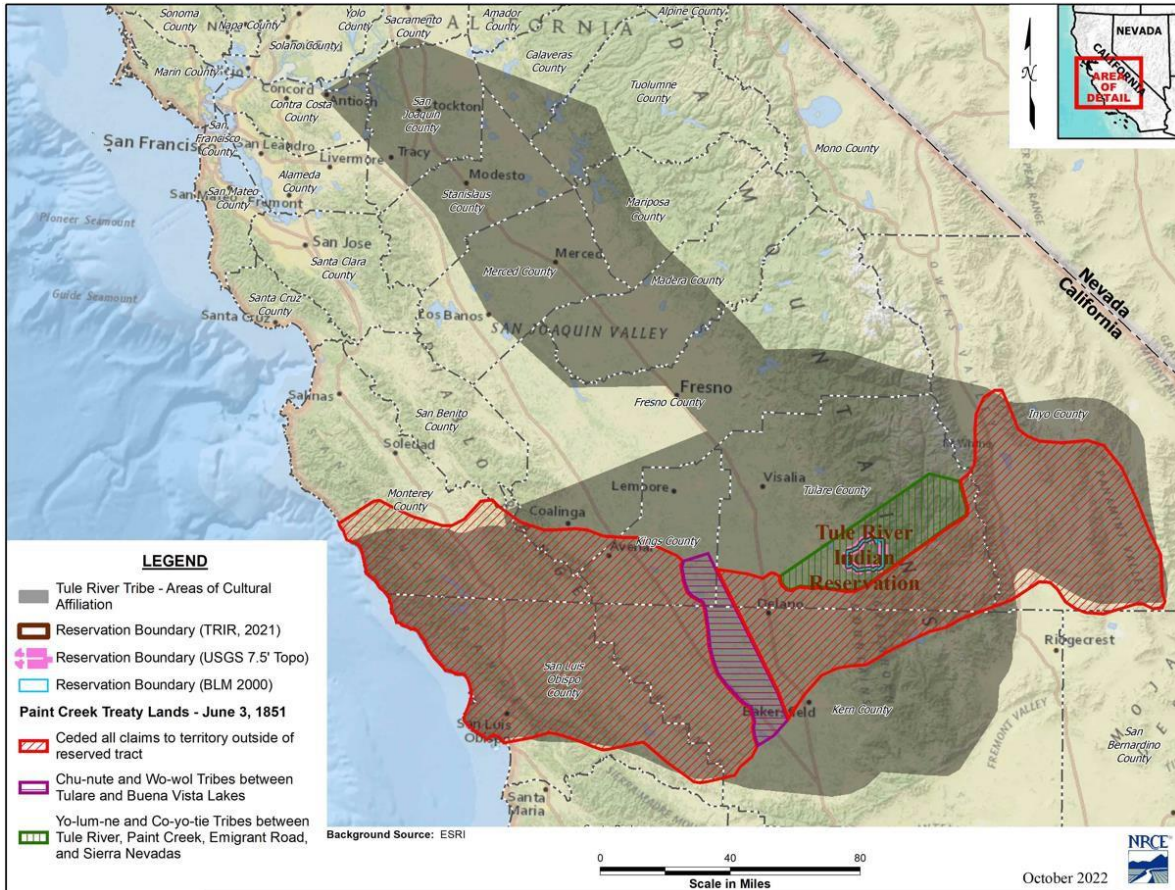 CALIFORNIA
Sonoma
County
Napa County
Yolo
County
Sacramento
County
Amador
County
Alpine County
Solano County
Marin County
Calaveras
County
Tuolumne
County
Mono County
Concord
Contra Costa
County
Antioch
San
Joaquin
County
Stockton
San
Francisco
County
San Francisco
San Leandro
Livermore
Tracy
Alameda
County
San Mateo
San Mateo
County
Fremont
Modesto
Stanislaus
County
Mariposa
County
Pioneer Seamount
San Jose
Santa Clara
County
Merced
Merced County
Madera County
Guide Seamount
Santa Cruz
County
Santa Cruz
Los Banos
SAN JOAQUIN VALLEY
Nevada
California
Fresno
Fresno County
Salinas
San Benito
County
Soledad
Inyo County
Monterey
County
Lemoore
Visalia
Tulare County
Coalinga
Kings County
Avenal
Tule River
Indian
Reservation
Delano
Ridgecrest
San Luis
Obispo
County
San Luis
Obispo
Bakersfield
Kern County
FREMONT VALLEY
San
Bernardino
County
Santa
Maria
NEVADA
CALIFORNIA
AREA
OF
DETAIL
N
LEGEND
Tule River Tribe - Areas of Cultural
Affiliation
Reservation Boundary (TRIR, 2021)
Reservation Boundary (USGS 7.5' Topo)
Reservation Boundary (BLM 2000)
Paint Creek Treaty Lands - June 3, 1851
Ceded all claims to territory outside of
reserved tract
Chu-nute and Wo-wol Tribes between
Tulare and Buena Vista Lakes
Yo-lum-ne and Co-yo-tie Tribes between
Tule River, Paint Creek, Emigrant Road,
and Sierra Nevadas
Background Source: ESRI
0 40 80
Scale in Miles
October 2022
NRCE